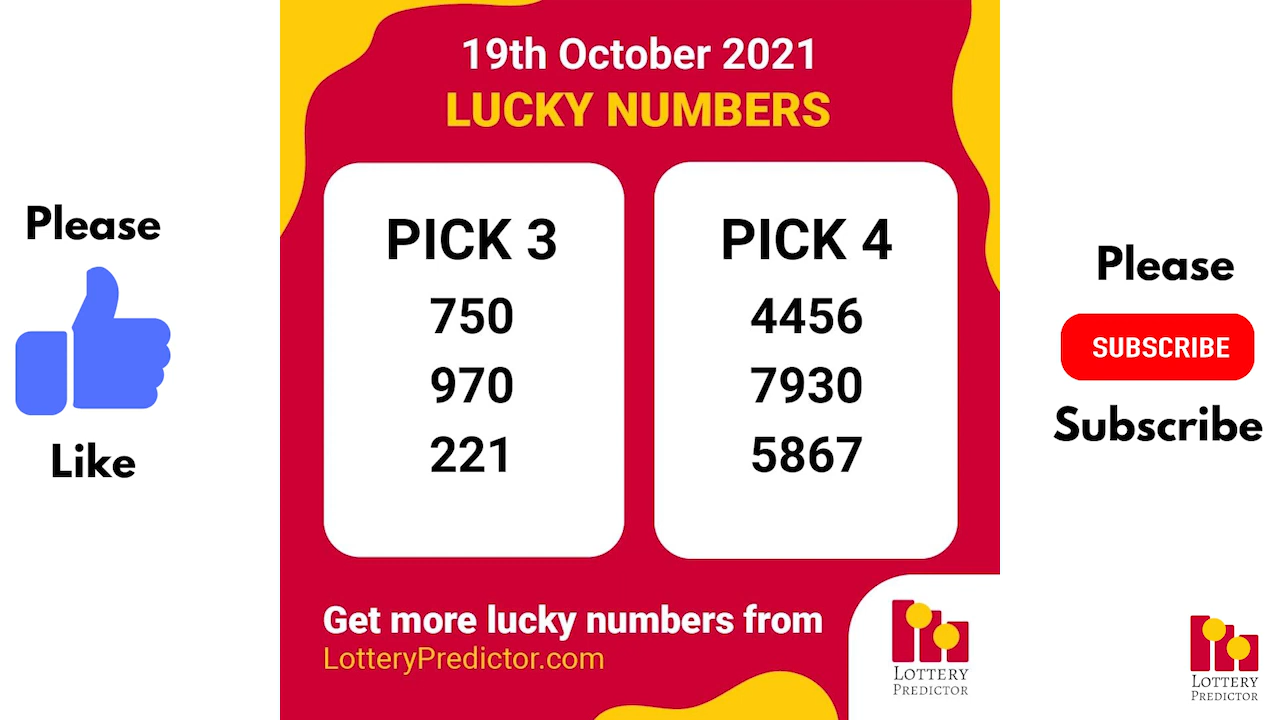 19th October 2021
LUCKY NUMBERS
Please
Like
PICK 3
750
970
221
PICK 4
4456
7930
5867
Please
SUBSCRIBE
Subscribe
Get more lucky numbers from
LotteryPredictor.com
LOTTERY
PREDICTOR
LOTTERY
PREDICTOR